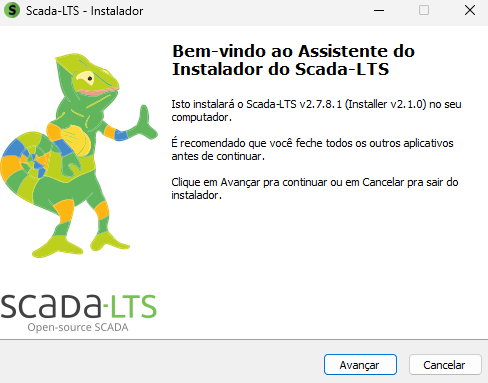 Scada-LTS - Instalador
Bem-vindo ao Assistente do
Instalador do Scada-LTS
Isto instalará o Scada-LTS v2.7.8.1 (Installer v2.1.0) no seu
computador.
É recomendado que você feche todos os outros aplicativos
antes de continuar.
Clique em Avançar pra continuar ou em Cancelar pra sair do
instalador.
SCADA-LTS
Open-source SCADA
Avançar
Cancelar